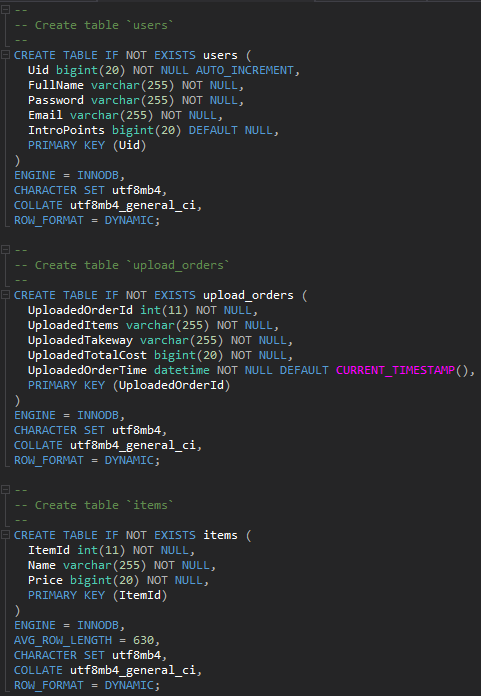 --
-- Create table `users`
--
CREATE TABLE IF NOT EXISTS users (
  Uid bigint(20) NOT NULL AUTO_INCREMENT,
  FullName varchar(255) NOT NULL,
  Password varchar(255) NOT NULL,
  Email varchar(255) NOT NULL,
  IntroPoints bigint(20) DEFAULT NULL,
  PRIMARY KEY (Uid)
)
ENGINE = INNODB,
CHARACTER SET utf8mb4,
COLLATE utf8mb4_general_ci,
ROW_FORMAT = DYNAMIC;
--
-- Create table `upload_orders`
--
CREATE TABLE IF NOT EXISTS upload_orders (
  UploadedOrderId int(11) NOT NULL,
  UploadedItems varchar(255) NOT NULL,
  UploadedTakeway varchar(255) NOT NULL,
  UploadedTotalCost bigint(20) NOT NULL,
  UploadedOrderTime datetime NOT NULL DEFAULT CURRENT_TIMESTAMP(),
  PRIMARY KEY (UploadedOrderId)
)
ENGINE = INNODB,
CHARACTER SET utf8mb4,
COLLATE utf8mb4_general_ci,
ROW_FORMAT = DYNAMIC;
--
-- Create table `items`
--
CREATE TABLE IF NOT EXISTS items (
  ItemId int(11) NOT NULL,
  Name varchar(255) NOT NULL,
  Price bigint(20) NOT NULL,
  PRIMARY KEY (ItemId)
)
ENGINE = INNODB,
AVG_ROW_LENGTH = 630,
CHARACTER SET utf8mb4,
COLLATE utf8mb4_general_ci,
ROW_FORMAT = DYNAMIC;